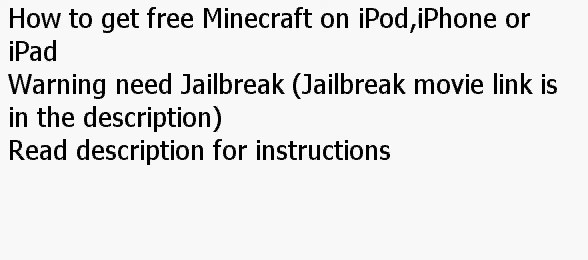 How to get free Minecraft on iPod,iPhone or
iPad
Warning need Jailbreak (Jailbreak movie link is
in the description)
Read description for instructions